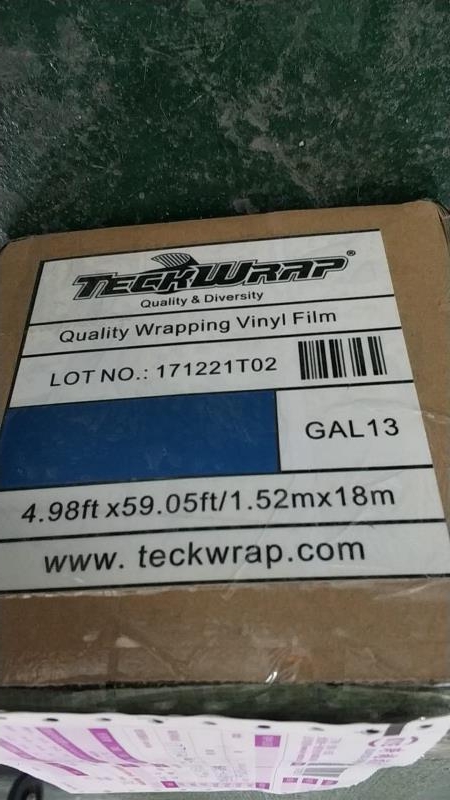 TECKWRAP®
Quality & Diversity
Quality Wrapping Vinyl Film
LOT NO.: 171221T02
GAL13
4.98ft x59.05ft/1.52mx18m
www. teckwrap.com